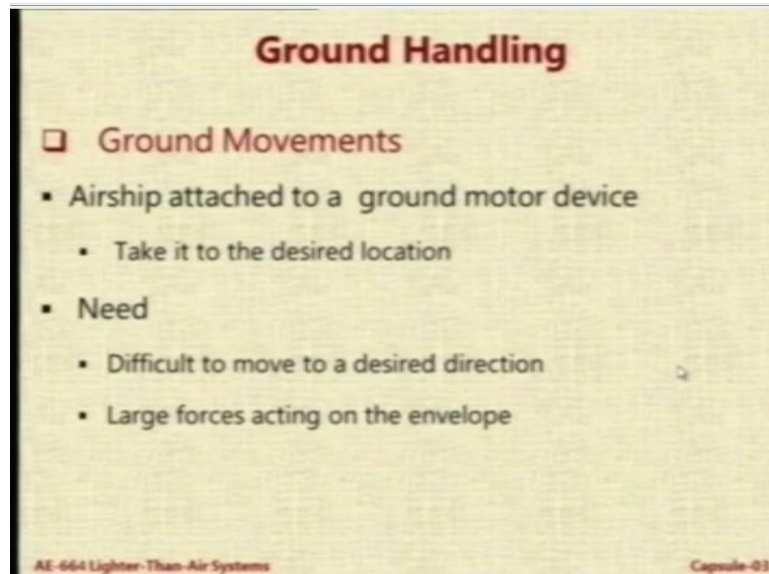 Ground Handling
Ground Movements
Airship attached to a ground motor device
Take it to the desired location
Need
Difficult to move to a desired direction
Large forces acting on the envelope
AE-664 Lighter-Than-Air Systems
Capsule-03